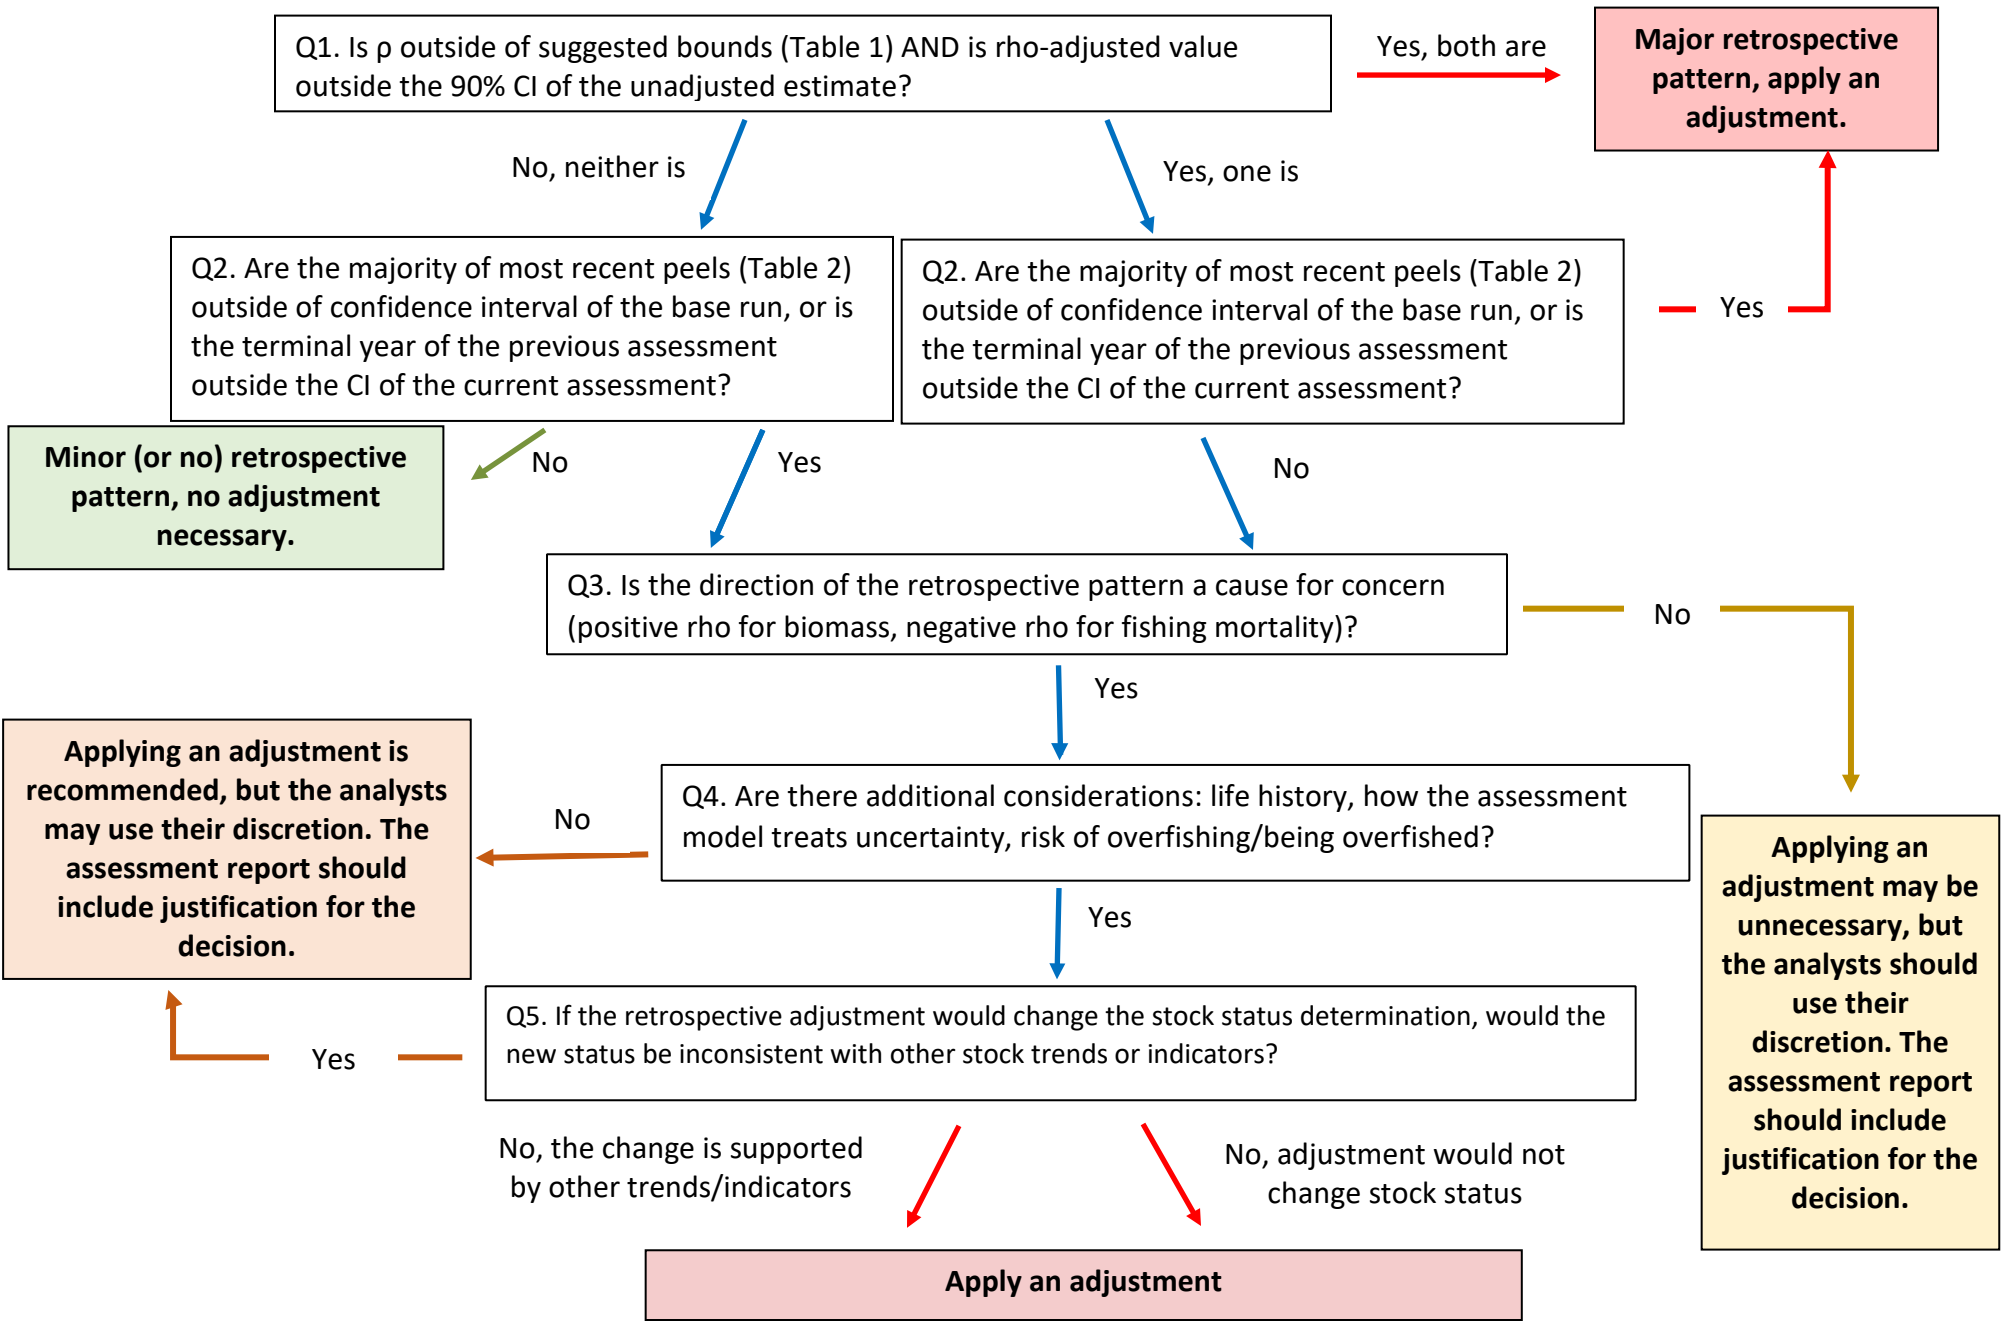 Q1. Is ρ outside of suggested bounds (Table 1) AND is rho-adjusted value
outside the 90% CI of the unadjusted estimate?
Yes, both are
Major retrospective
pattern, apply an
adjustment.
No, neither is
Yes, one is
Q2. Are the majority of most recent peels (Table 2)
outside of confidence interval of the base run, or is
the terminal year of the previous assessment
outside the CI of the current assessment?
Q2. Are the majority of most recent peels (Table 2)
outside of confidence interval of the base run, or is
the terminal year of the previous assessment
outside the CI of the current assessment?
Yes
Minor (or no) retrospective
pattern, no adjustment
necessary.
No
Yes
No
Q3. Is the direction of the retrospective pattern a cause for concern
(positive rho for biomass, negative rho for fishing mortality)?
No
Yes
Applying an adjustment is
recommended, but the analysts
may use their discretion. The
assessment report should
include justification for the
decision.
No
Q4. Are there additional considerations: life history, how the assessment
model treats uncertainty, risk of overfishing/being overfished?
Applying an
adjustment may be
unnecessary, but
the analysts should
use their
discretion. The
assessment report
should include
justification for the
decision.
Yes
Q5. If the retrospective adjustment would change the stock status determination, would the
new status be inconsistent with other stock trends or indicators?
Yes
No, the change is supported
by other trends/indicators
No, adjustment would not
change stock status
Apply an adjustment